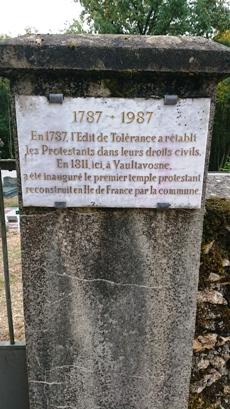 1787 - 1987
En 1787, l'Edit de Tolérance a rétabli
les Protestants dans leurs droits civils.
En 1811, ici, à Vaultavosne,
a été inauguré le premier temple protestant
reconstruit en Ile de France par la commune.